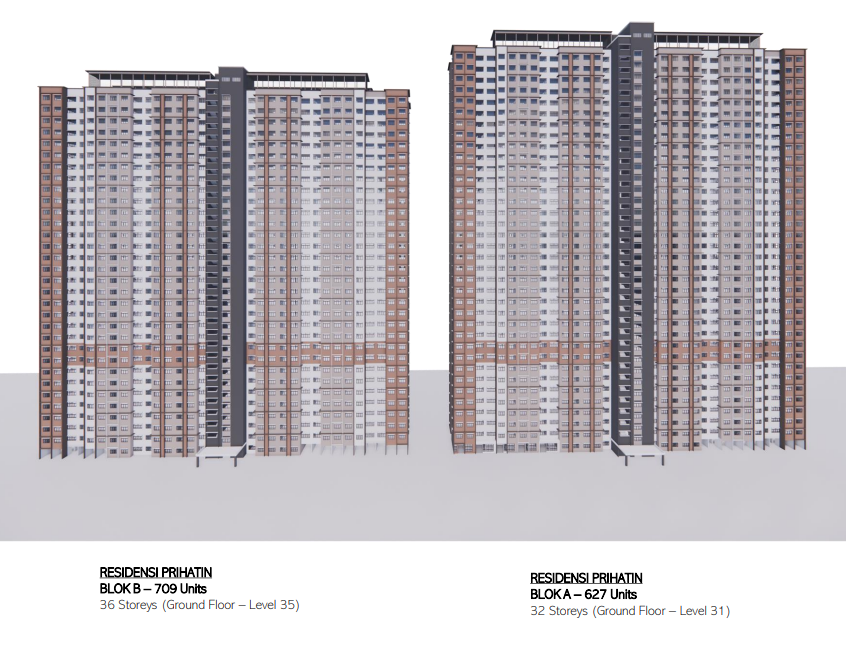 RESIDENSI PRIHATIN
BLOK B – 709 Units
36 Storeys (Ground Floor – Level 35)
RESIDENSI PRIHATIN
BLOK A – 627 Units
32 Storeys (Ground Floor – Level 31)